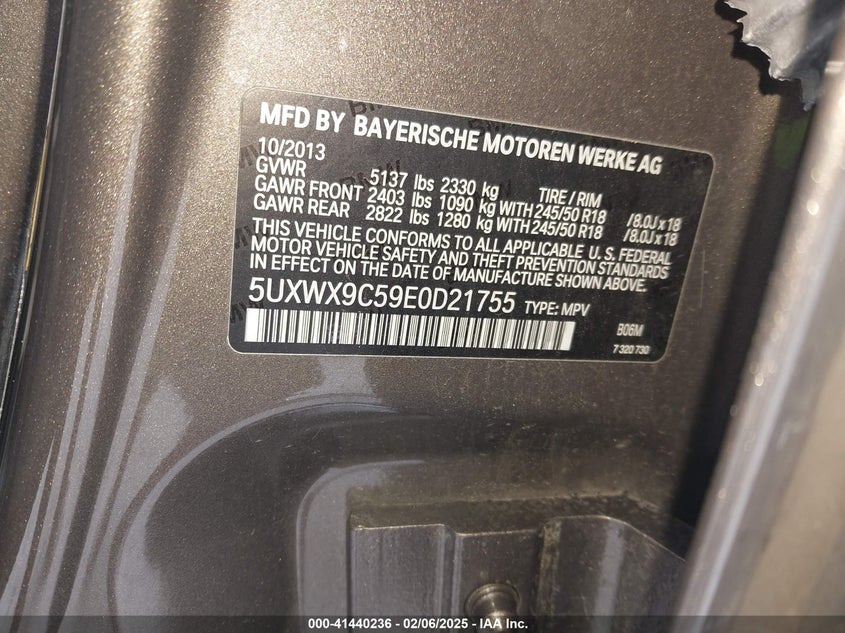 MFD BY BAYERISCHE MOTOREN WERKE AG
10/2013
GVWR 5137 lbs 2330 kg TIRE / RIM
GAWR FRONT 2403 lbs 1090 kg WITH 245/50 R18 /8.0J x 18
GAWR REAR 2822 lbs 1280 kg WITH 245/50 R18 /8.0J x 18
THIS VEHICLE CONFORMS TO ALL APPLICABLE U. S. FEDERAL
MOTOR VEHICLE SAFETY AND THEFT PREVENTION STANDARDS
IN EFFECT ON THE DATE OF MANUFACTURE SHOWN ABOVE.
5UXWX9C59E0D21755 TYPE: MPV
B06M
7 320 730
000-41440236 - 02/06/2025 - IAA Inc.